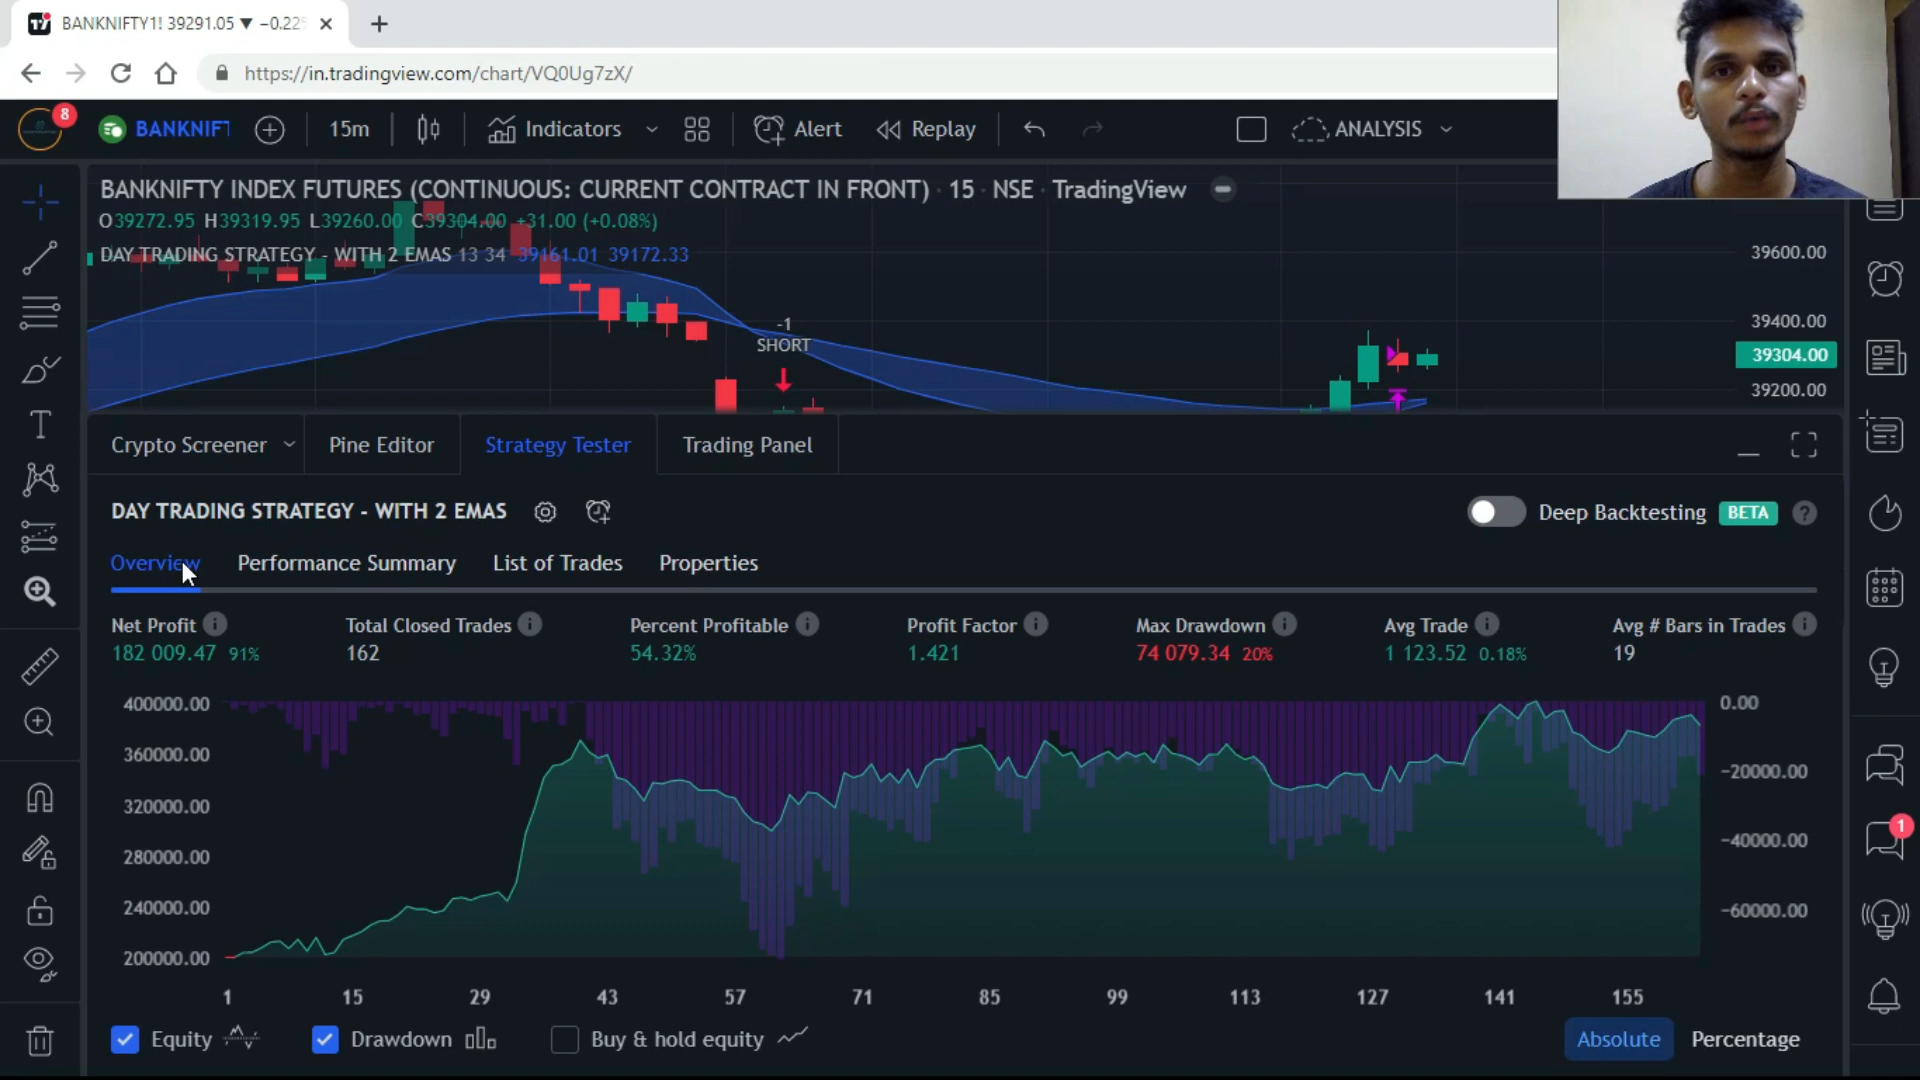 BANKNIFTY1! 39291.05 ▼ −0.22
https://in.tradingview.com/chart/VQ0Ug7zX/
8
BANKNIFT
15m
Indicators
Alert
Replay
ANALYSIS
BANKNIFTY INDEX FUTURES (CONTINUOUS: CURRENT CONTRACT IN FRONT) · 15 · NSE · TradingView
O39272.95 H39319.95 L39260.00 C39304.00 +31.00 (+0.08%)
DAY TRADING STRATEGY - WITH 2 EMAS 13 34 39161.01 39172.33
-1
SHORT
39600.00
39400.00
39304.00
39200.00
Crypto Screener
Pine Editor
Strategy Tester
Trading Panel
DAY TRADING STRATEGY - WITH 2 EMAS
Deep Backtesting BETA ?
Overview
Performance Summary
List of Trades
Properties
Net Profit
182 009.47 91%
Total Closed Trades
162
Percent Profitable
54.32%
Profit Factor
1.421
Max Drawdown
74 079.34 20%
Avg Trade
1 123.52 0.18%
Avg # Bars in Trades
19
400000.00
360000.00
320000.00
280000.00
240000.00
200000.00
0.00
−20000.00
−40000.00
−60000.00
1
15
29
43
57
71
85
99
113
127
141
155
Equity
Drawdown
Buy & hold equity
Absolute
Percentage
1